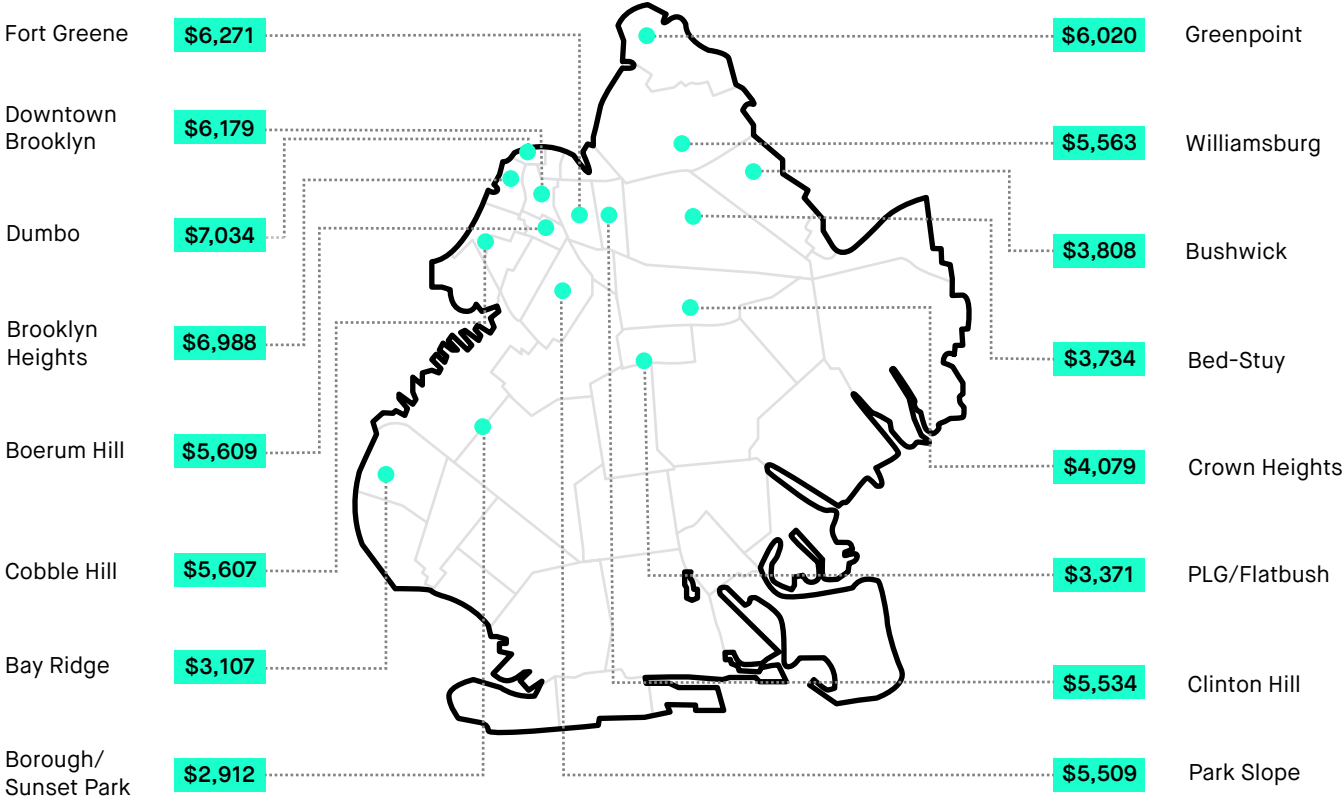 Fort Greene
$6,271
Downtown
Brooklyn
$6,179
Dumbo
$7,034
Brooklyn
Heights
$6,988
Boerum Hill
$5,609
Cobble Hill
$5,607
Bay Ridge
$3,107
Borough/
Sunset Park
$2,912
$6,020
Greenpoint
$5,563
Williamsburg
$3,808
Bushwick
$3,734
Bed-Stuy
$4,079
Crown Heights
$3,371
PLG/Flatbush
$5,534
Clinton Hill
$5,509
Park Slope